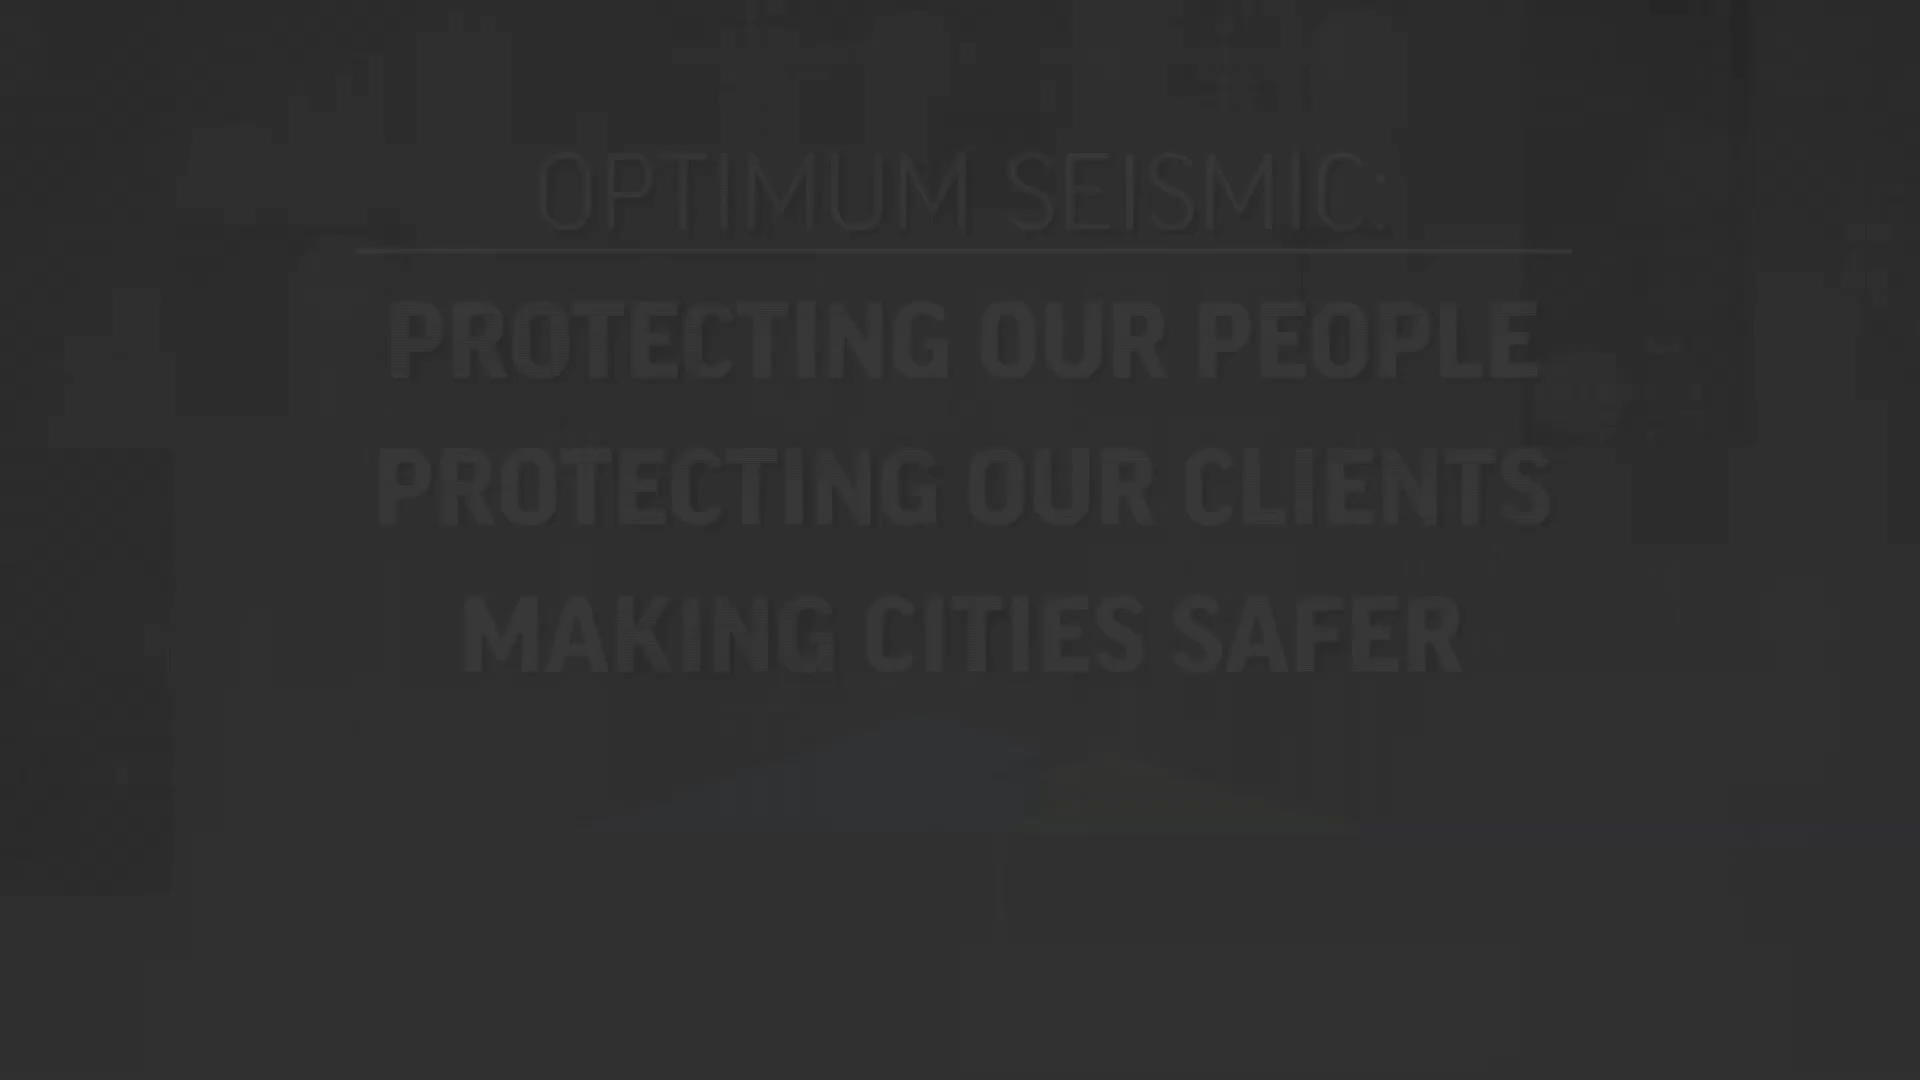 OPTIMUM SEISMIC:
PROTECTING OUR PEOPLE
PROTECTING OUR CLIENTS
MAKING CITIES SAFER